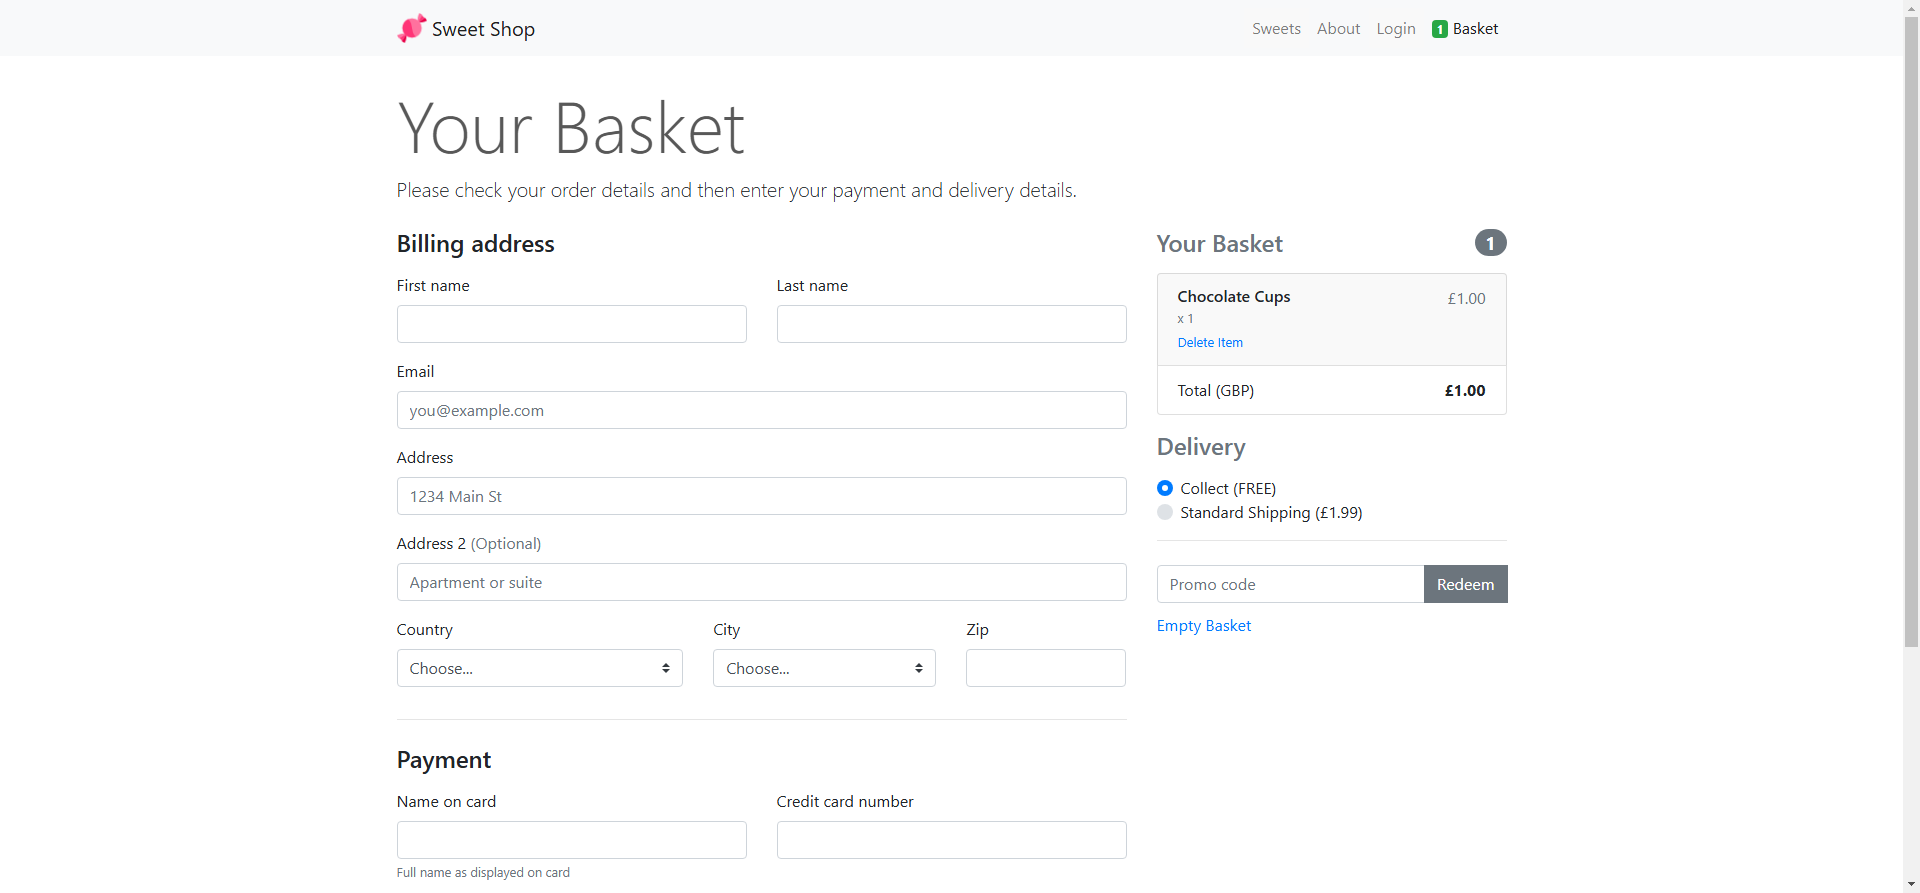 Sweet Shop
Sweets About Login 1 Basket
Your Basket
Please check your order details and then enter your payment and delivery details.
Billing address
First name
Last name
Email
you@example.com
Address
1234 Main St
Address 2 (Optional)
Apartment or suite
Country
City
Zip
Choose...
Choose...
Payment
Name on card
Credit card number
Full name as displayed on card
Your Basket 1
Chocolate Cups £1.00
x 1
Delete Item
Total (GBP) £1.00
Delivery
Collect (FREE)
Standard Shipping (£1.99)
Promo code Redeem
Empty Basket